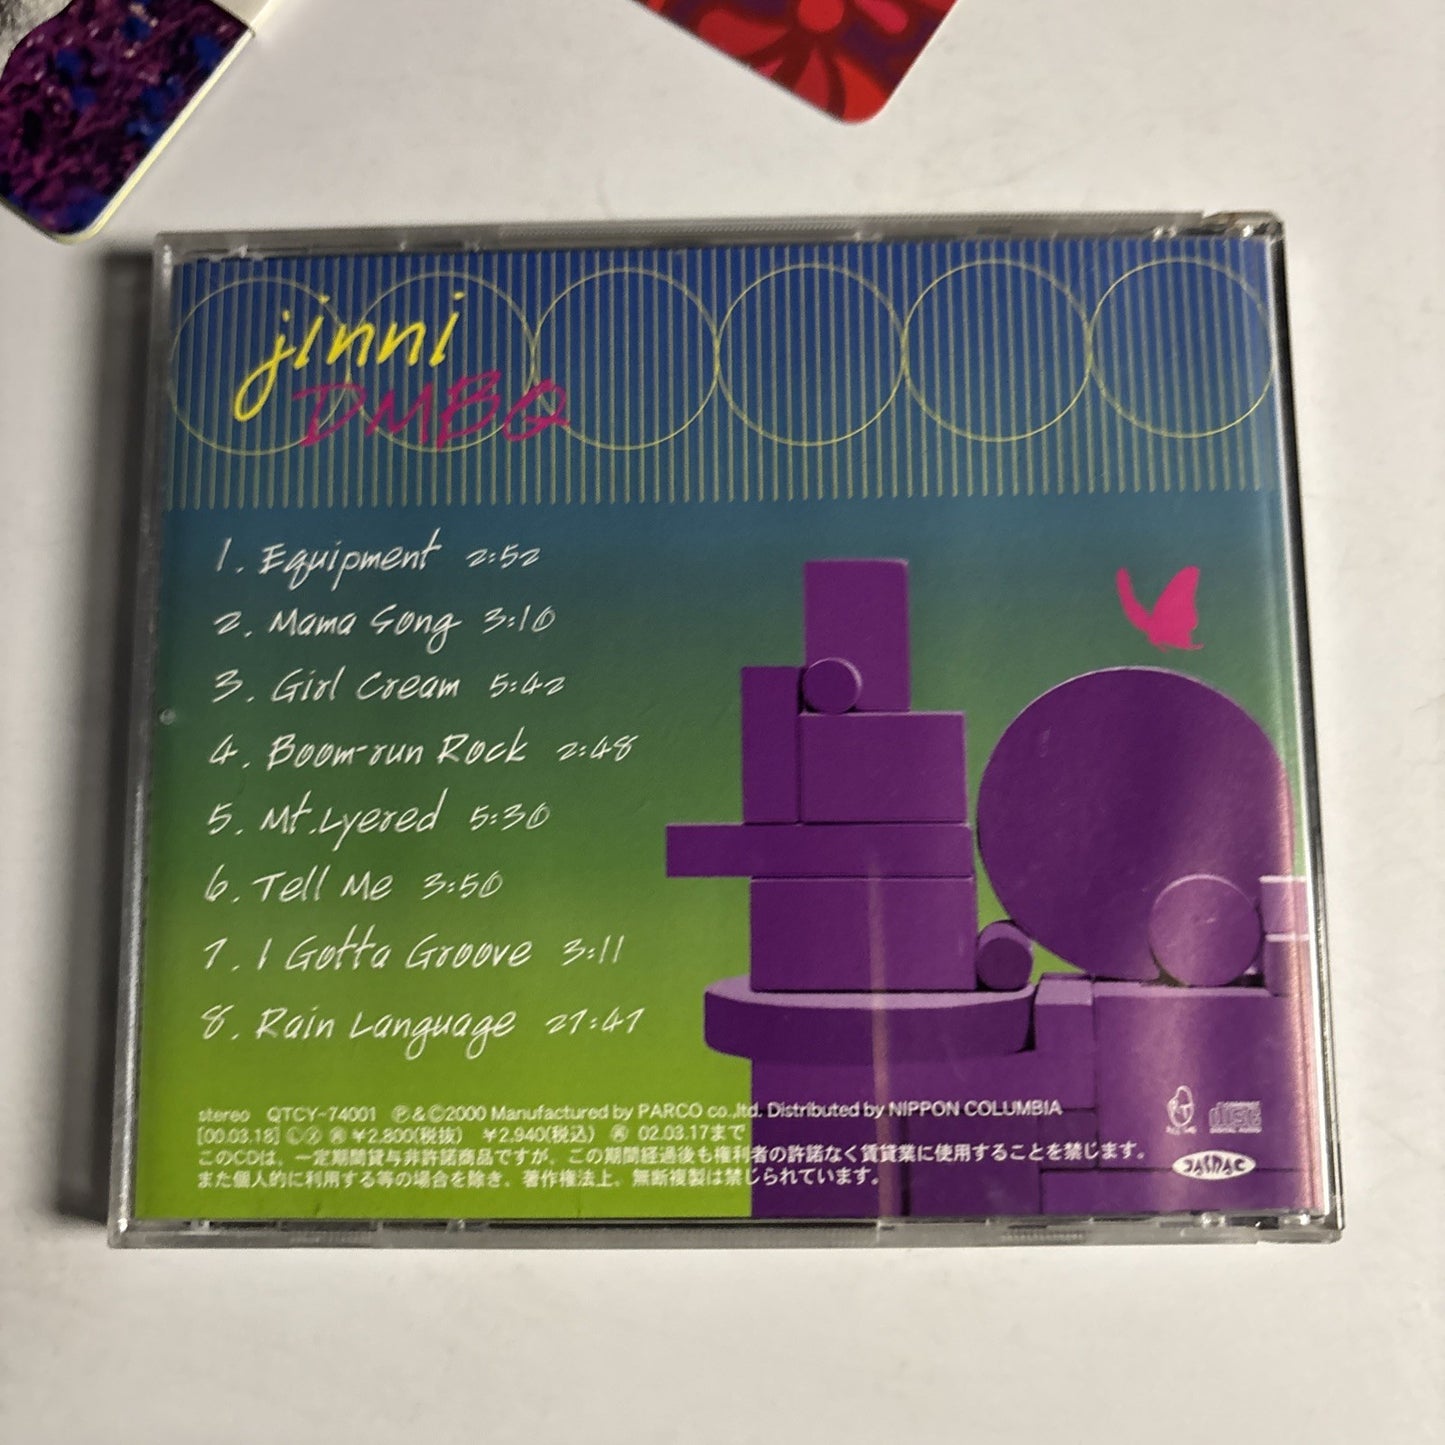 jinni
DMBQ
1. Equipment 2:52
2. Mama Song 3:10
3. Girl Cream 5:42
4. Boom-run Rock 2:48
5. Mt.Lyered 5:30
6. Tell Me 3:50
7. I Gotta Groove 3:11
8. Rain Language 27:47
stereo QTCY-74001 Ⓟ&©2000 Manufactured by PARCO co.,ltd. Distributed by NIPPON COLUMBIA
[00.03.18] ¥2,800(税抜) ¥2,940(税込) 02.03.17まで
このCDは、一定期間貸与非許諾商品ですが、この期間経過後も権利者の許諾なく賃貸業に使用することを禁じます。
また個人的に利用する等の場合を除き、著作権法上、無断複製は禁じられています。
COMPACT
disc
DIGITAL AUDIO
JASRAC